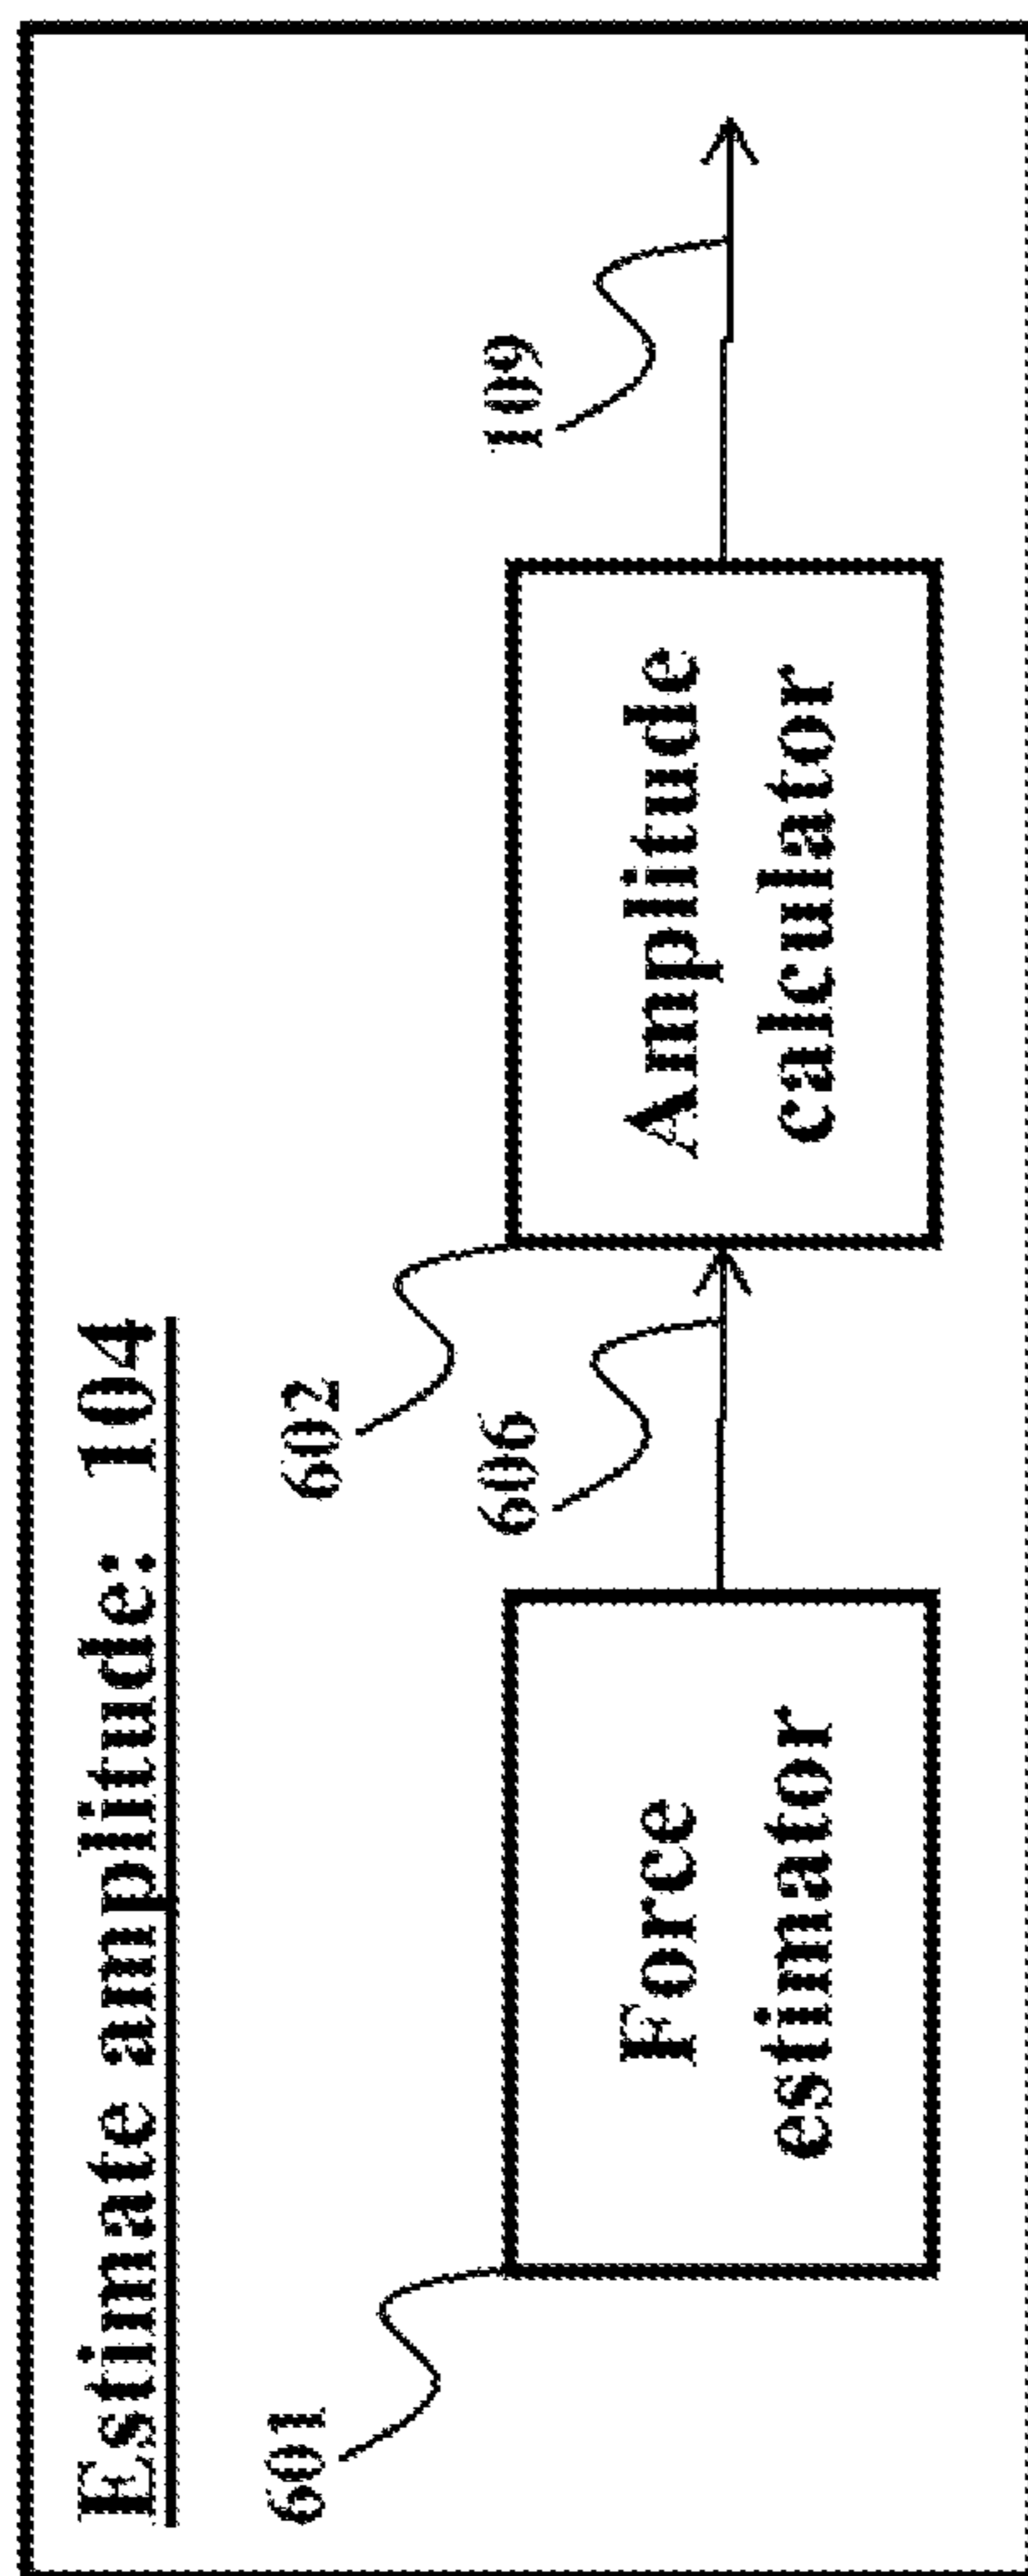 Estimate amplitude: 104
601
602
606
109
Force
estimator
Amplitude
calculator